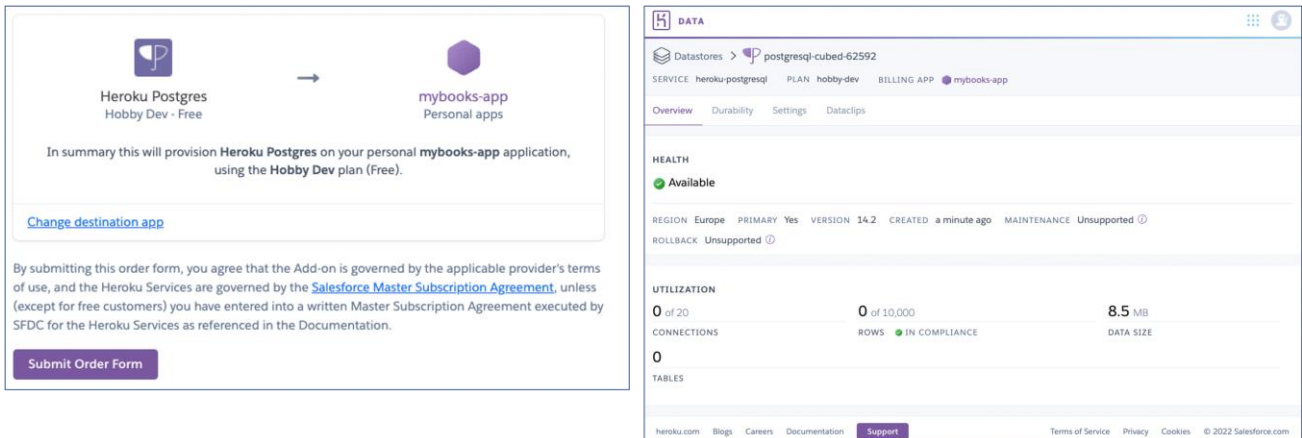 Heroku Postgres
Hobby Dev - Free
mybooks-app
Personal apps
In summary this will provision Heroku Postgres on your personal mybooks-app application,
using the Hobby Dev plan (Free).
Change destination app
By submitting this order form, you agree that the Add-on is governed by the applicable provider's terms
of use, and the Heroku Services are governed by the Salesforce Master Subscription Agreement, unless
(except for free customers) you have entered into a written Master Subscription Agreement executed by
SFDC for the Heroku Services as referenced in the Documentation.
Submit Order Form
DATA
Datastores > postgresql-cubed-62592
SERVICE heroku-postgresql PLAN hobby-dev BILLING APP mybooks-app
Overview Durability Settings Dataclips
HEALTH
Available
REGION Europe PRIMARY Yes VERSION 14.2 CREATED a minute ago MAINTENANCE Unsupported
ROLLBACK Unsupported
UTILIZATION
0 of 20 0 of 10,000 8.5 MB
CONNECTIONS ROWS IN COMPLIANCE DATA SIZE
0
TABLES
heroku.com Blogs Careers Documentation Support Terms of Service Privacy Cookies © 2022 Salesforce.com